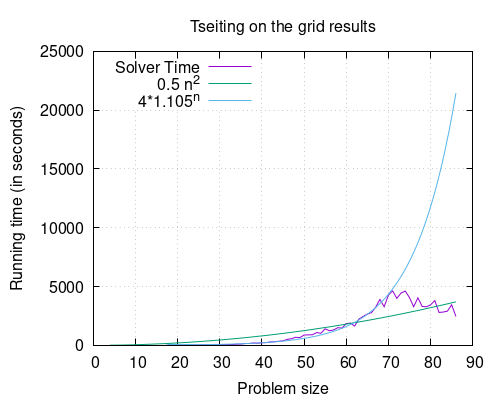 Tseiting on the grid results
25000
20000
15000
10000
5000
0
Solver Time
0.5 n²
4*1.105ⁿ
Running time (in seconds)
0 10 20 30 40 50 60 70 80 90
Problem size